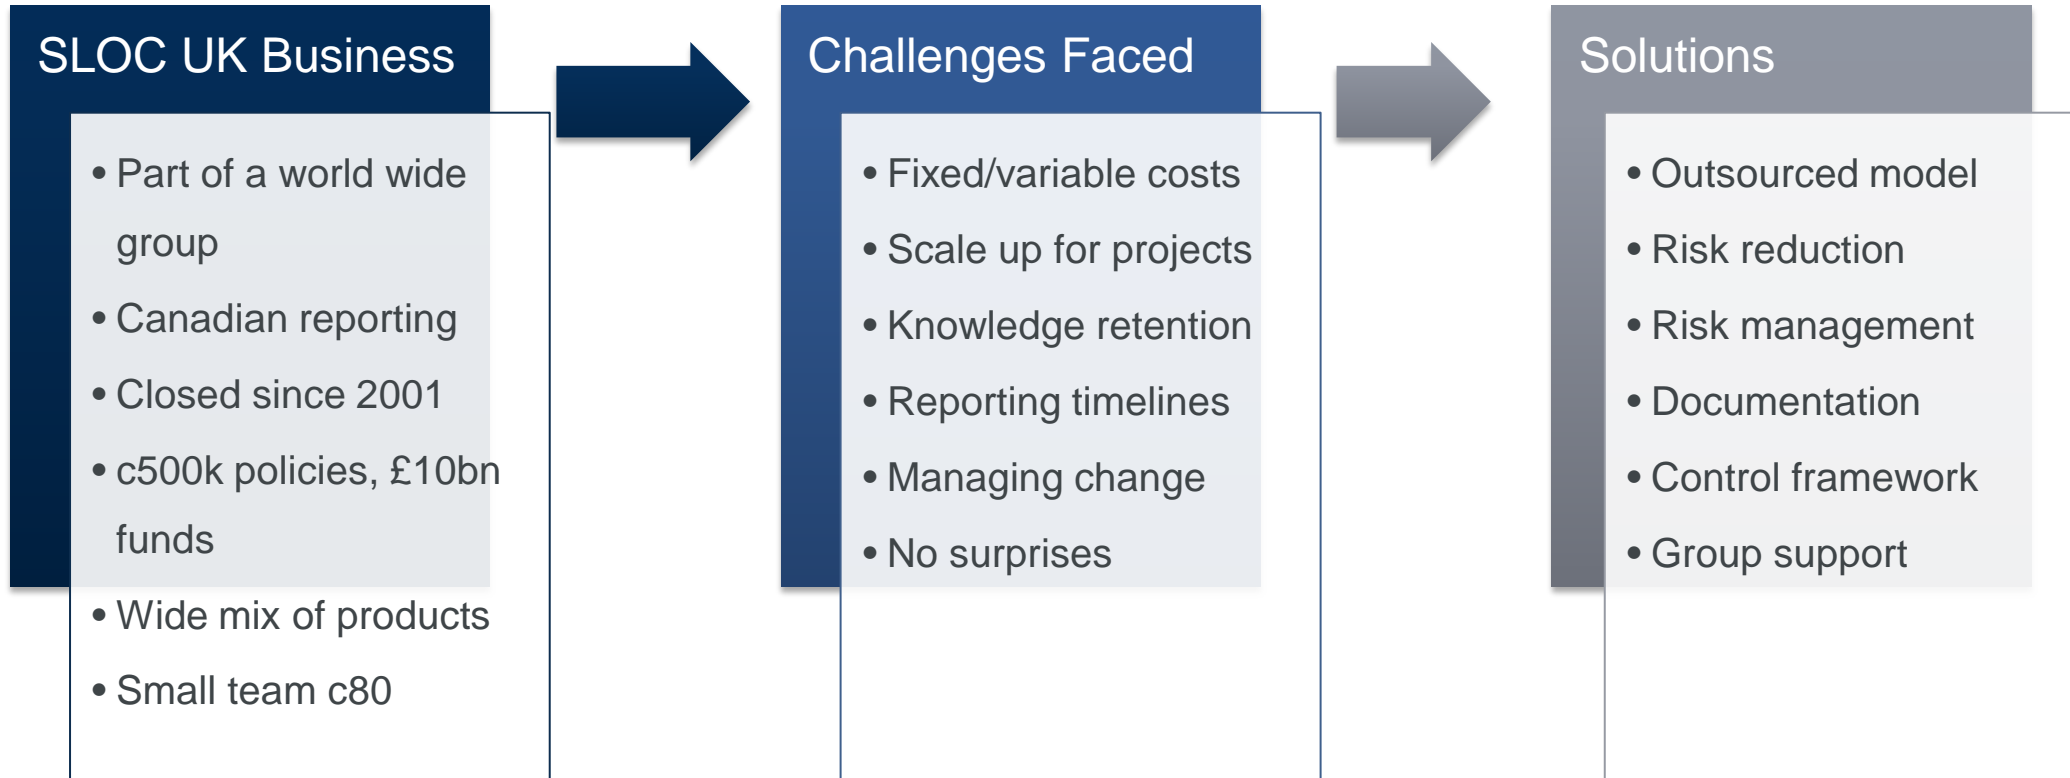 SLOC UK Business
• Part of a world wide
group
• Canadian reporting
• Closed since 2001
• c500k policies, £10bn
funds
• Wide mix of products
• Small team c80
Challenges Faced
• Fixed/variable costs
• Scale up for projects
• Knowledge retention
• Reporting timelines
• Managing change
• No surprises
Solutions
• Outsourced model
• Risk reduction
• Risk management
• Documentation
• Control framework
• Group support